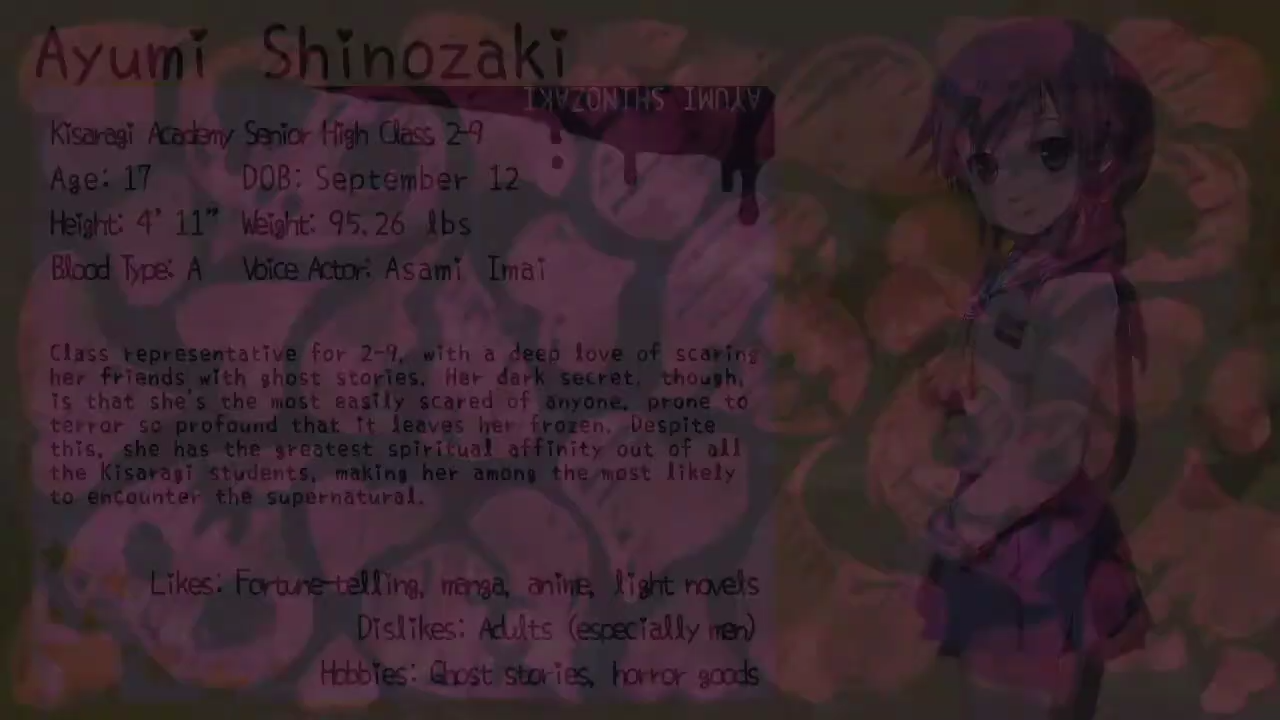 Ayumi Shinozaki
AYUMI SHINOZAKI
Kisaragi Academy Senior High Class 2-9
Age: 17 DOB: September 12
Height: 4' 11" Weight: 95.26 lbs
Blood Type: A Voice Actor: Asami Imai
Class representative for 2-9, with a deep love of scaring
her friends with ghost stories. Her dark secret, though,
is that she's the most easily scared of anyone, prone to
terror so profound that it leaves her frozen. Despite
this, she has the greatest spiritual affinity out of all
the Kisaragi students, making her among the most likely
to encounter the supernatural.
Likes: Fortune-telling, manga, anime, light novels
Dislikes: Adults (especially men)
Hobbies: Ghost stories, horror goods